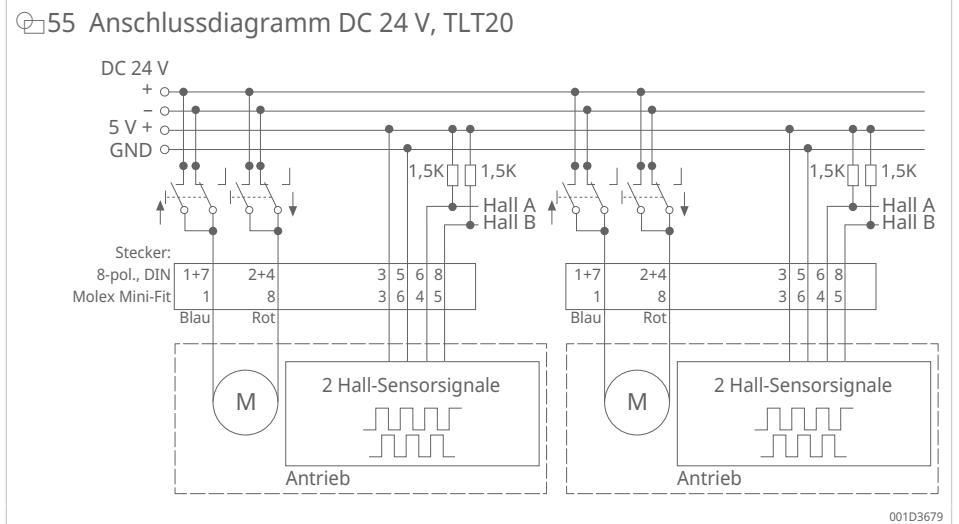 55 Anschlussdiagramm DC 24 V, TLT20
DC 24 V
+
–
5 V +
GND
1,5K 1,5K 1,5K 1,5K
Hall A Hall A
Hall B Hall B
Stecker:
8-pol., DIN 1+7 2+4 3 5 6 8 1+7 2+4 3 5 6 8
Molex Mini-Fit 1 8 3 6 4 5 1 8 3 6 4 5
Blau Rot Blau Rot
2 Hall-Sensorsignale 2 Hall-Sensorsignale
M M
Antrieb Antrieb
001D3679